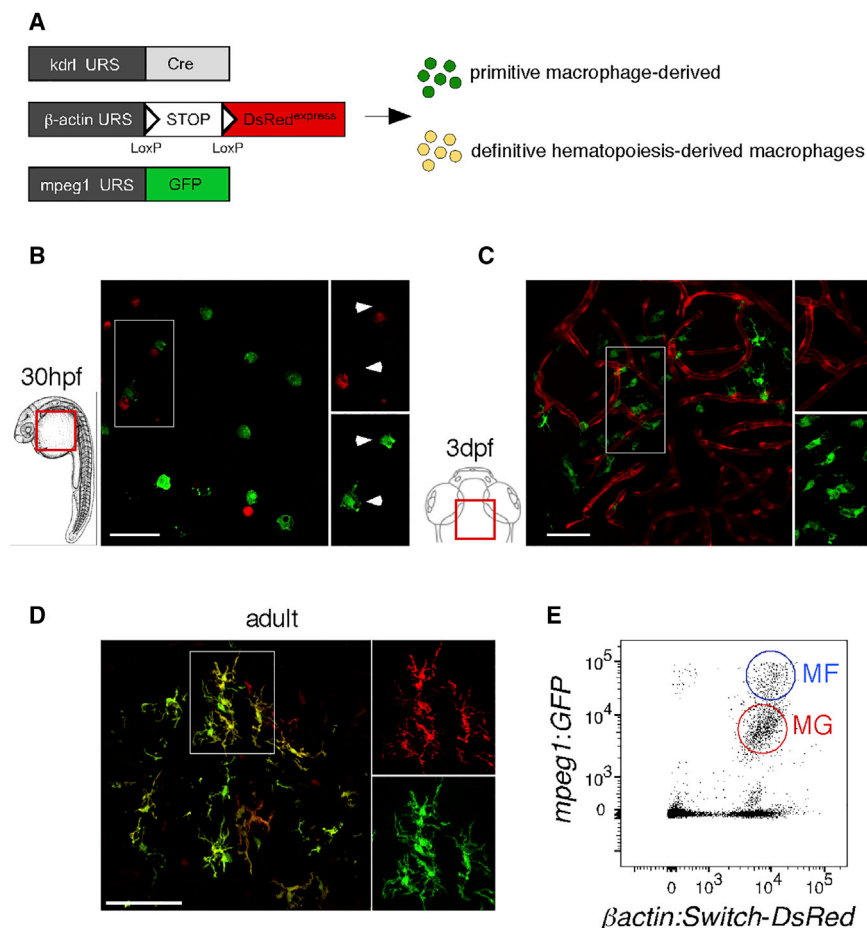 A
kdrl URS Cre
β-actin URS STOP DsRedexpress
LoxP LoxP
mpeg1 URS GFP
primitive macrophage-derived
definitive hematopoiesis-derived macrophages
B
30hpf
C
3dpf
D
adult
E
mpeg1:GFP
10⁵
10⁴
10³
0
MF
MG
0 10³ 10⁴ 10⁵
βactin:Switch-DsRed